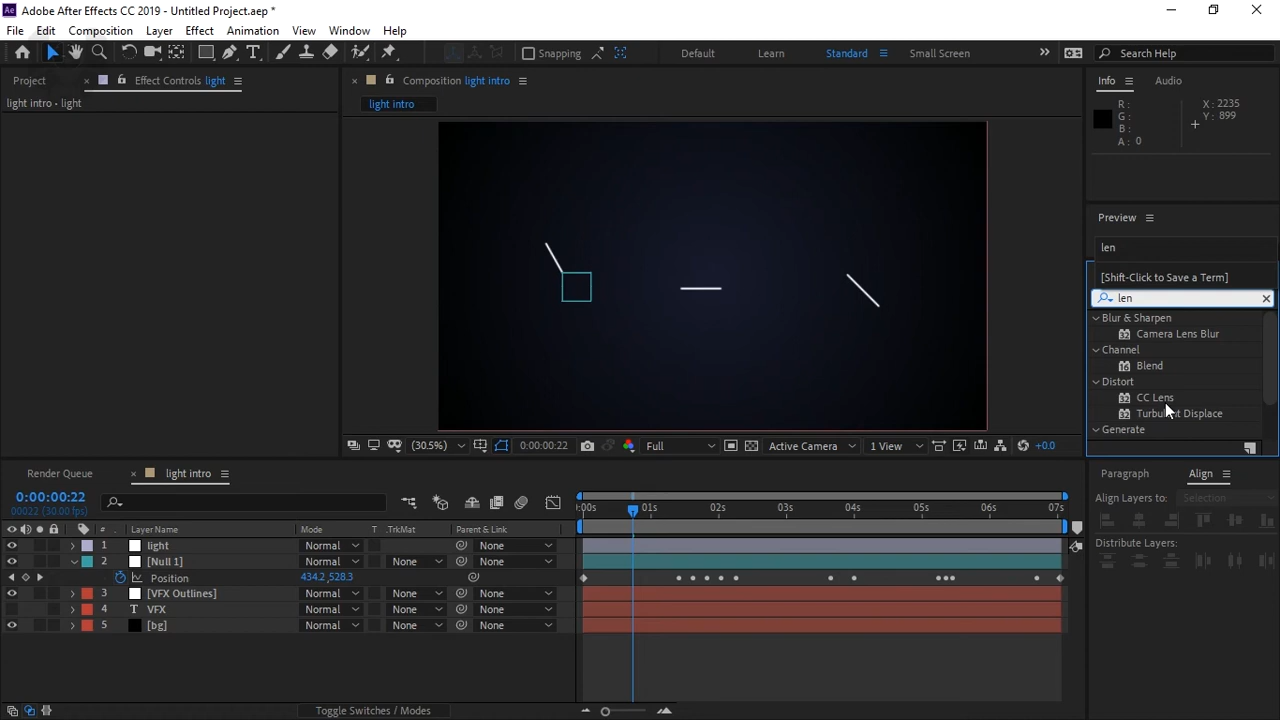 Adobe After Effects CC 2019 - Untitled Project.aep *
File Edit Composition Layer Effect Animation View Window Help
Snapping Default Learn Standard Small Screen Search Help
Project Effect Controls light Composition light intro Info Audio
light intro • light light intro
R : X : 2235
G : Y : 899
B :
A : 0
Preview
len
[Shift-Click to Save a Term]
len
Blur & Sharpen
32 Camera Lens Blur
Channel
16 Blend
Distort
32 CC Lens
32 Turbulent Displace
Generate
(30.5%) 0:00:00:22 Full Active Camera 1 View +0.0
Render Queue light intro Paragraph Align
0:00:00:22
00022 (30.00 fps)
:00s 01s 02s 03s 04s 05s 06s 07s
Align Layers to: Selection
# Layer Name Mode T .TrkMat Parent & Link
Distribute Layers:
1 light Normal None
2 [Null 1] Normal None None
Position 434.2,528.3
3 [VFX Outlines] Normal None None
4 T VFX Normal None None
5 [bg] Normal None None
Toggle Switches / Modes